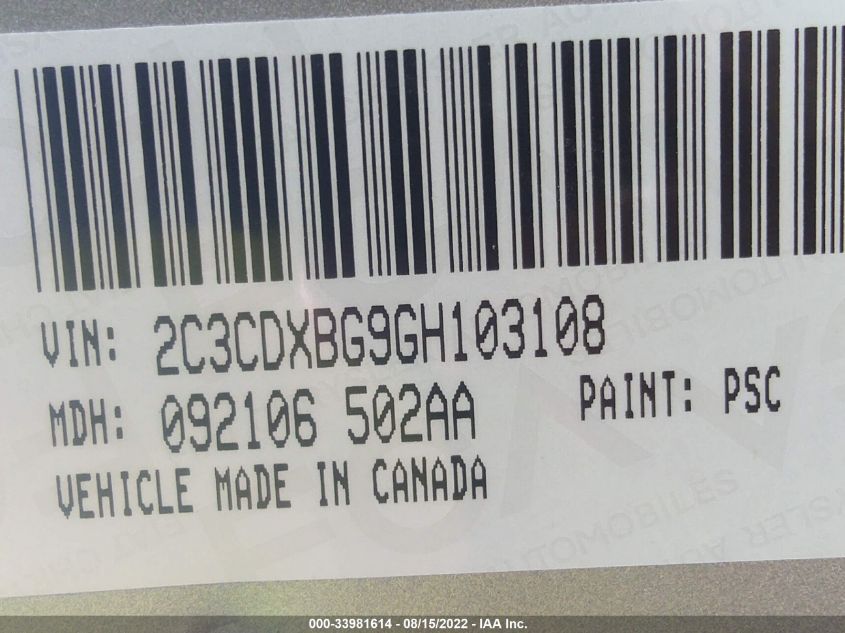 VIN: 2C3CDXBG9GH103108
MDH: 092106 502AA PAINT: PSC
VEHICLE MADE IN CANADA
000-33981614 - 08/15/2022 - IAA Inc.